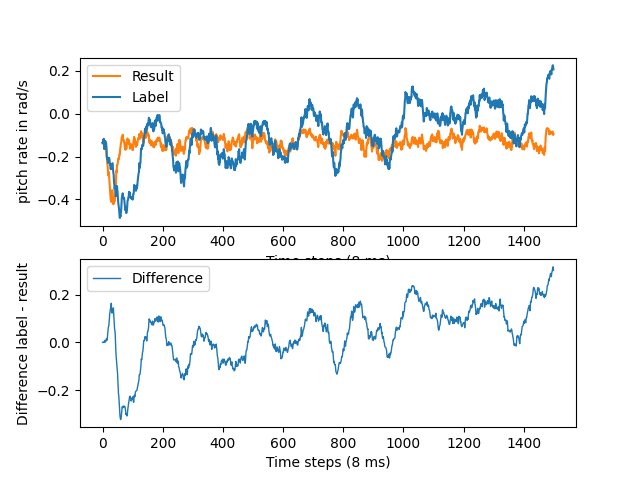 Result
Label
0.2
0.0
−0.2
−0.4
pitch rate in rad/s
0 200 400 600 800 1000 1200 1400
Time steps (8 ms)
Difference
0.2
0.0
−0.2
Difference label - result
0 200 400 600 800 1000 1200 1400
Time steps (8 ms)